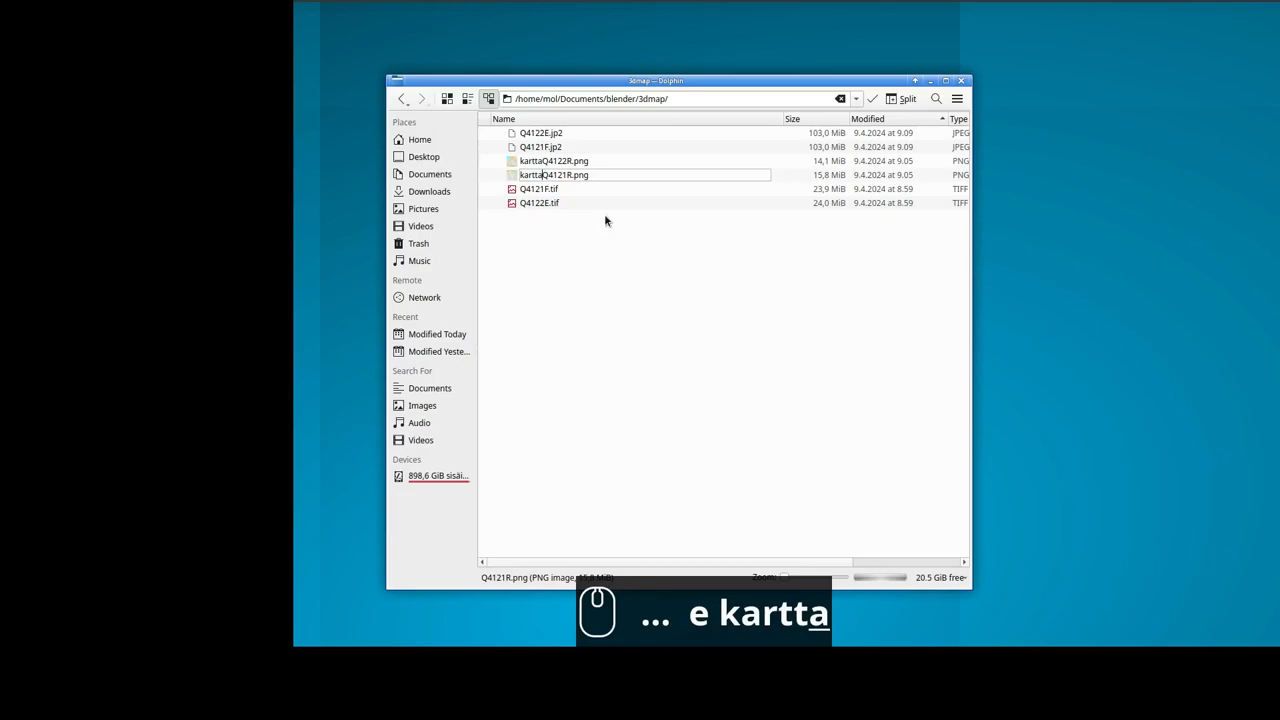 3dmap — Dolphin
/home/mol/Documents/blender/3dmap/
Split
Places
Home
Desktop
Documents
Downloads
Pictures
Videos
Trash
Music
Remote
Network
Recent
Modified Today
Modified Yeste...
Search For
Documents
Images
Audio
Videos
Devices
898,6 GiB sisäi...
Name Size Modified Type
Q4122E.jp2 103,0 MiB 9.4.2024 at 9.09 JPEG
Q4121F.jp2 103,0 MiB 9.4.2024 at 9.09 JPEG
karttaQ4122R.png 14,1 MiB 9.4.2024 at 9.05 PNG
karttaQ4121R.png 15,8 MiB 9.4.2024 at 9.05 PNG
Q4121F.tif 23,9 MiB 9.4.2024 at 8.59 TIFF
Q4122E.tif 24,0 MiB 9.4.2024 at 8.59 TIFF
Q4121R.png (PNG image, 15,8 MiB) Zoom: 20.5 GiB free
... e kartta